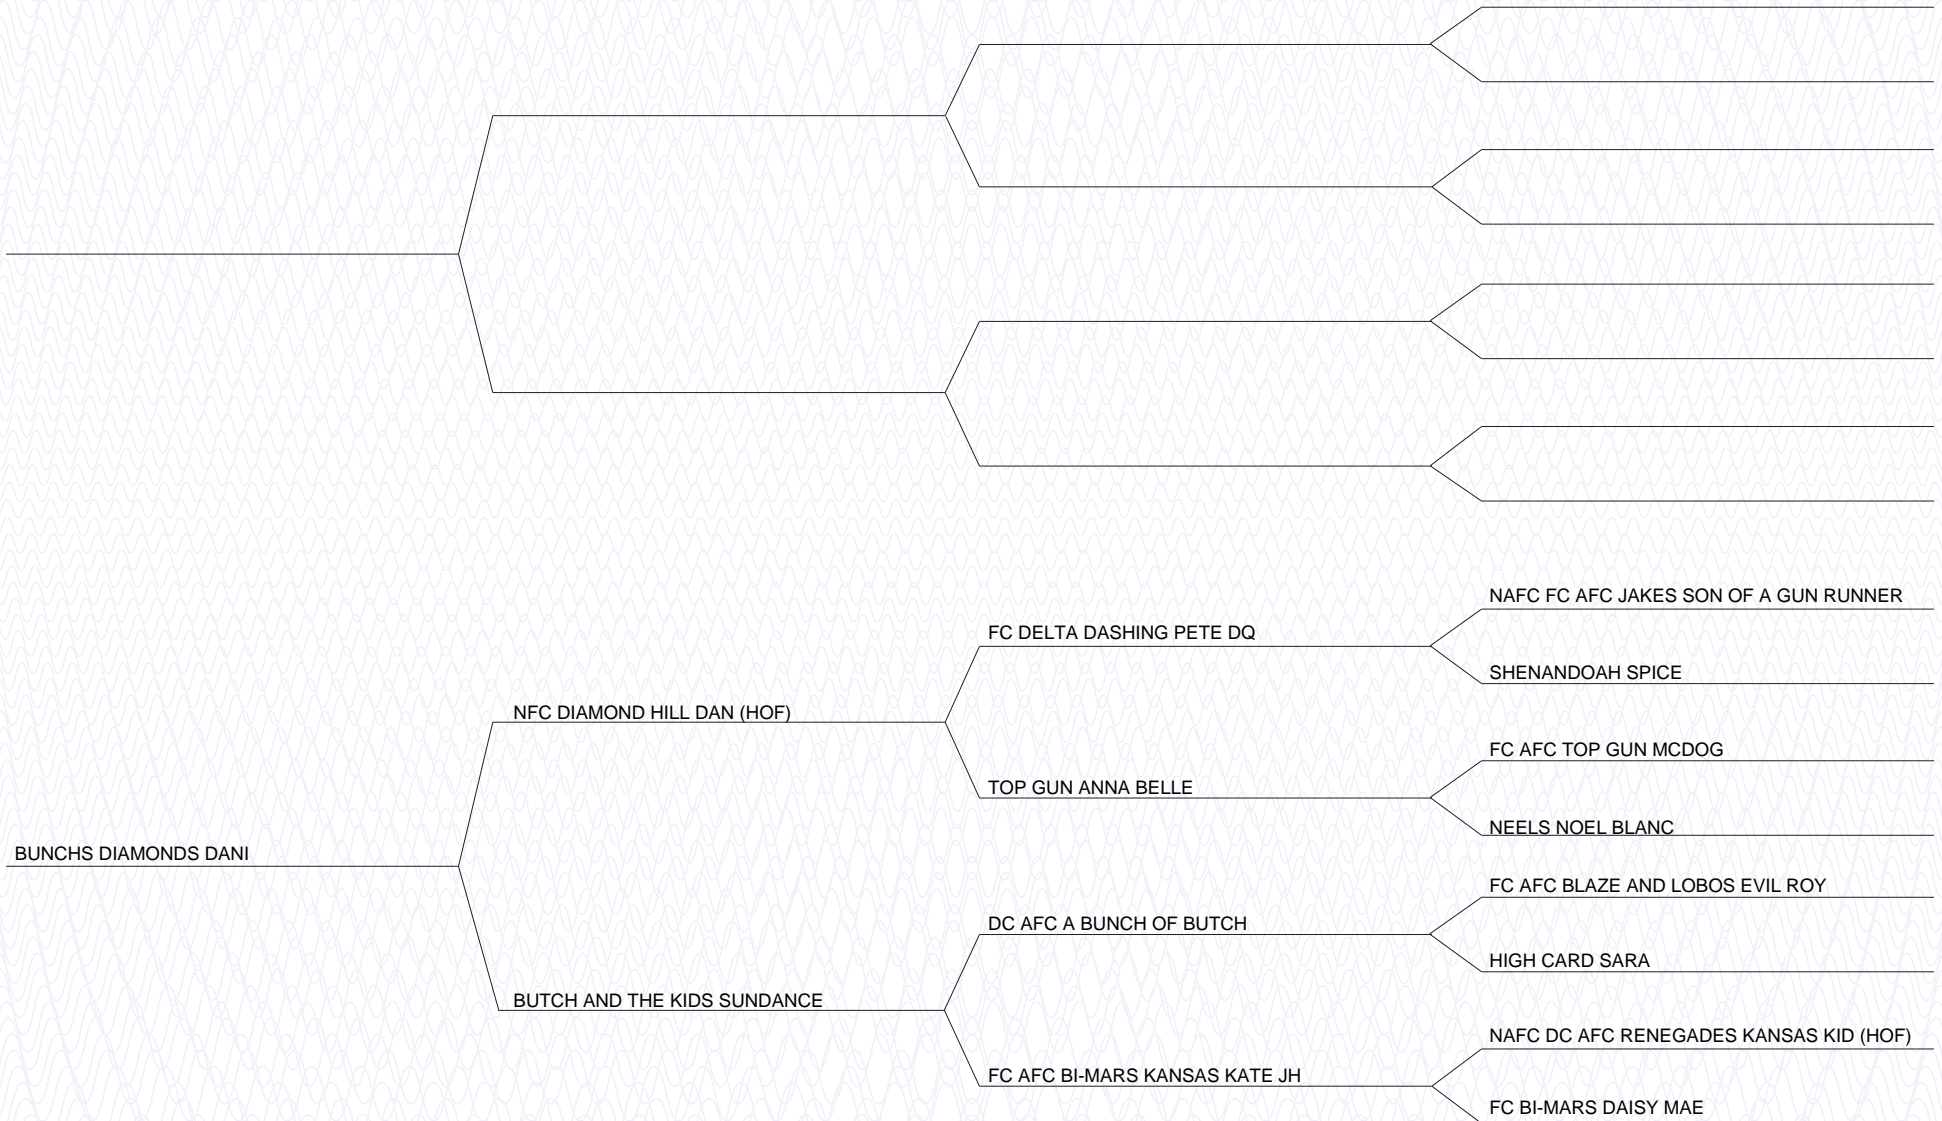 NAFC FC AFC JAKES SON OF A GUN RUNNER
FC DELTA DASHING PETE DQ
SHENANDOAH SPICE
NFC DIAMOND HILL DAN (HOF)
FC AFC TOP GUN MCDOG
TOP GUN ANNA BELLE
NEELS NOEL BLANC
BUNCHS DIAMONDS DANI
FC AFC BLAZE AND LOBOS EVIL ROY
DC AFC A BUNCH OF BUTCH
HIGH CARD SARA
BUTCH AND THE KIDS SUNDANCE
NAFC DC AFC RENEGADES KANSAS KID (HOF)
FC AFC BI-MARS KANSAS KATE JH
FC BI-MARS DAISY MAE